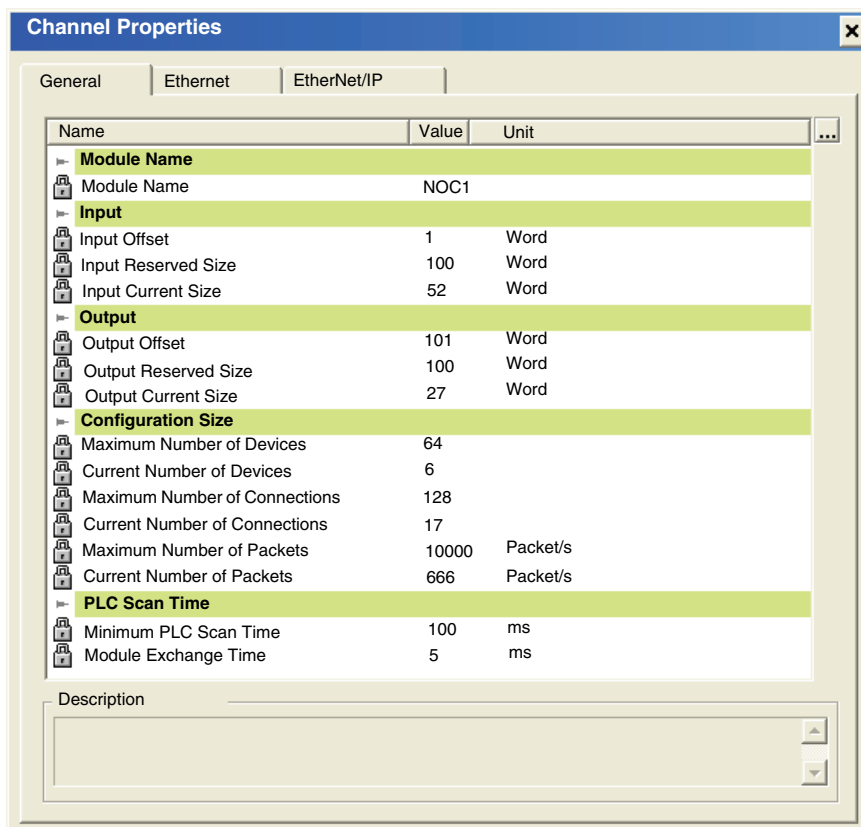 Channel Properties
General Ethernet EtherNet/IP
Name Value Unit ...
Module Name
Module Name NOC1
Input
Input Offset 1 Word
Input Reserved Size 100 Word
Input Current Size 52 Word
Output
Output Offset 101 Word
Output Reserved Size 100 Word
Output Current Size 27 Word
Configuration Size
Maximum Number of Devices 64
Current Number of Devices 6
Maximum Number of Connections 128
Current Number of Connections 17
Maximum Number of Packets 10000 Packet/s
Current Number of Packets 666 Packet/s
PLC Scan Time
Minimum PLC Scan Time 100 ms
Module Exchange Time 5 ms
Description